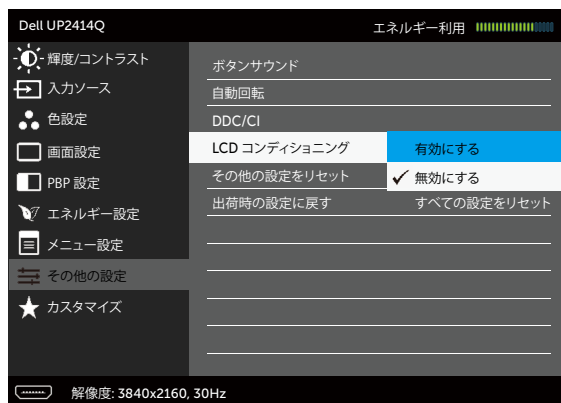 Dell UP2414Q
エネルギー利用
輝度/コントラスト
入力ソース
色設定
画面設定
PBP 設定
エネルギー設定
メニュー設定
その他の設定
カスタマイズ
ボタンサウンド
自動回転
DDC/CI
LCD コンディショニング 有効にする
無効にする
その他の設定をリセット
出荷時の設定に戻す すべての設定をリセット
解像度: 3840x2160, 30Hz